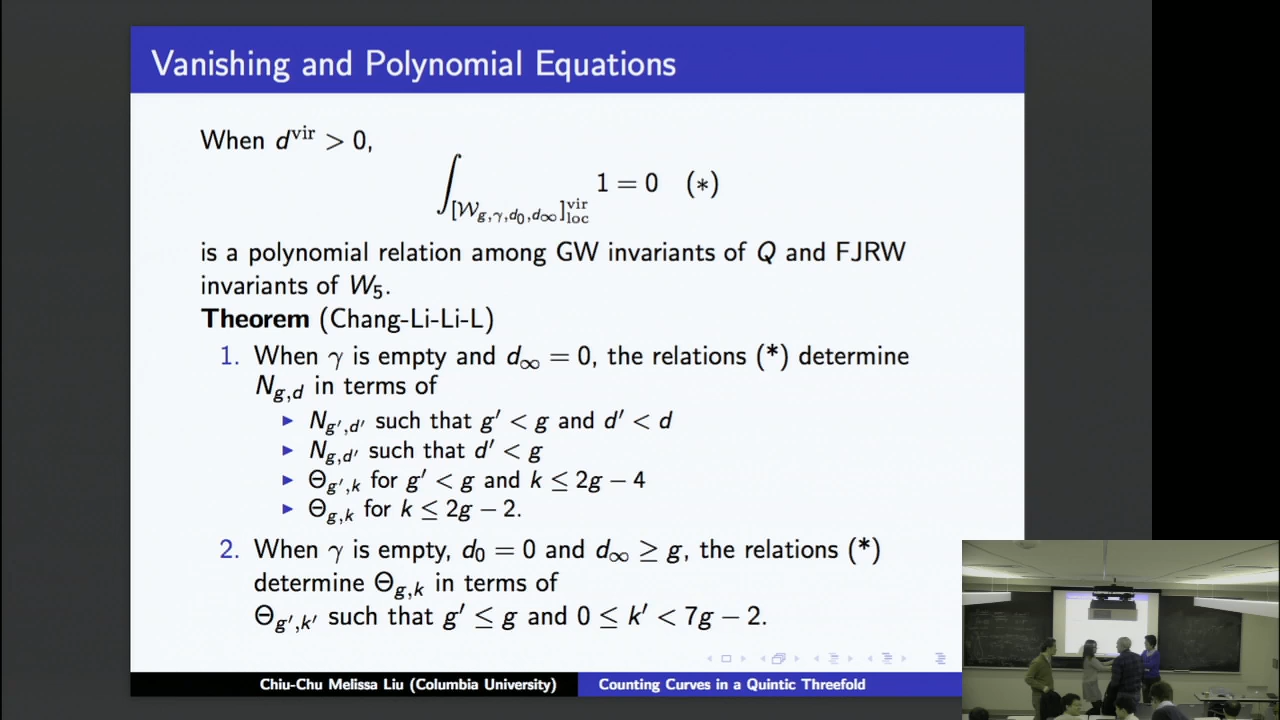 Vanishing and Polynomial Equations
When d^vir > 0,
∫_{[W_{g,γ,d_0,d_∞}]^vir_loc} 1 = 0 (*)
is a polynomial relation among GW invariants of Q and FJRW
invariants of W_5.
Theorem (Chang-Li-Li-L)
1. When γ is empty and d_∞ = 0, the relations (*) determine
N_{g,d} in terms of
▶ N_{g′,d′} such that g′ < g and d′ < d
▶ N_{g,d′} such that d′ < g
▶ Θ_{g′,k} for g′ < g and k ≤ 2g − 4
▶ Θ_{g,k} for k ≤ 2g − 2.
2. When γ is empty, d_0 = 0 and d_∞ ≥ g, the relations (*)
determine Θ_{g,k} in terms of
Θ_{g′,k′} such that g′ ≤ g and 0 ≤ k′ < 7g − 2.
Chiu-Chu Melissa Liu (Columbia University) Counting Curves in a Quintic Threefold